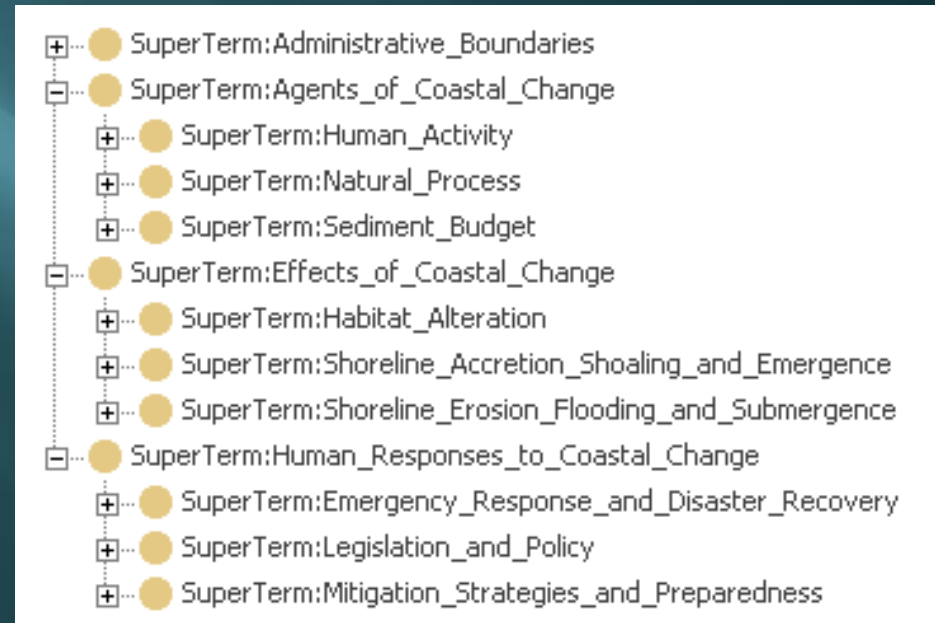 SuperTerm:Administrative_Boundaries
SuperTerm:Agents_of_Coastal_Change
SuperTerm:Human_Activity
SuperTerm:Natural_Process
SuperTerm:Sediment_Budget
SuperTerm:Effects_of_Coastal_Change
SuperTerm:Habitat_Alteration
SuperTerm:Shoreline_Accretion_Shoaling_and_Emergence
SuperTerm:Shoreline_Erosion_Flooding_and_Submergence
SuperTerm:Human_Responses_to_Coastal_Change
SuperTerm:Emergency_Response_and_Disaster_Recovery
SuperTerm:Legislation_and_Policy
SuperTerm:Mitigation_Strategies_and_Preparedness